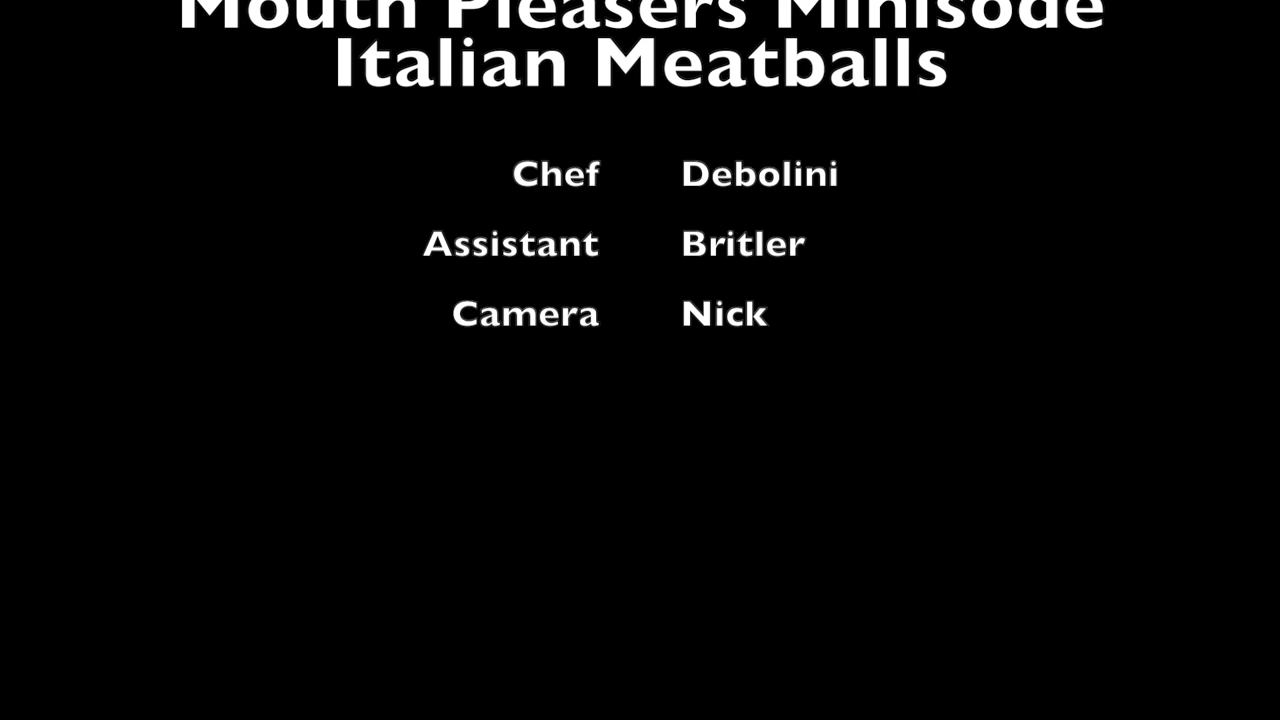 Mouth Pleasers Minisode
Italian Meatballs
Chef Debolini
Assistant Britler
Camera Nick